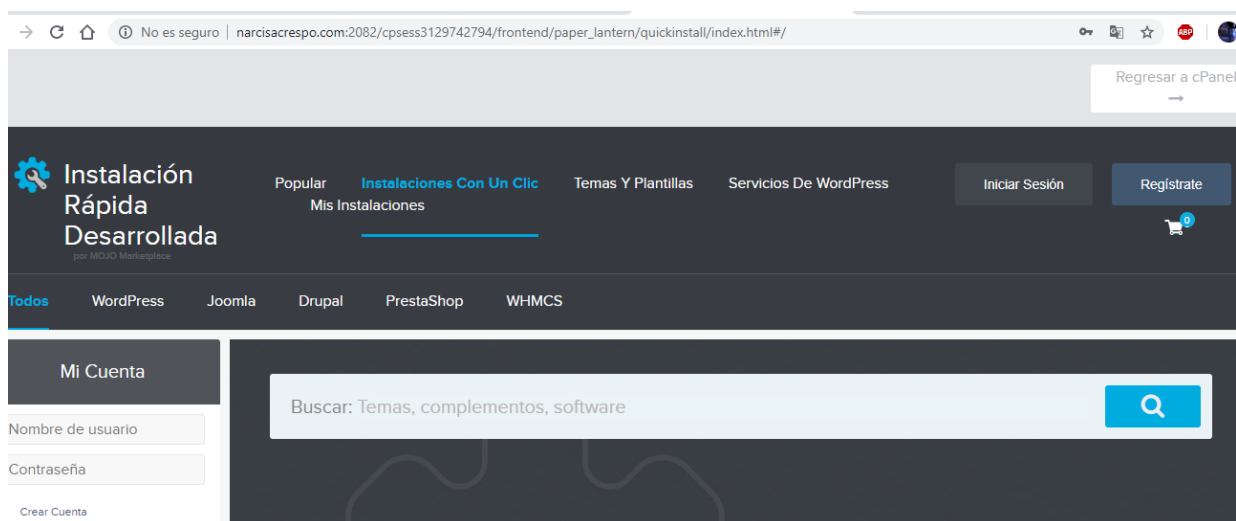 No es seguro | narcisacrespo.com:2082/cpsess3129742794/frontend/paper_lantern/quickinstall/index.html#/
ABP
Regresar a cPanel
→
Instalación
Rápida
Desarrollada
por MOJO Marketplace
Popular Instalaciones Con Un Clic Temas Y Plantillas Servicios De WordPress
Mis Instalaciones
Iniciar Sesión Regístrate
0
Todos WordPress Joomla Drupal PrestaShop WHMCS
Mi Cuenta
Nombre de usuario
Contraseña
Crear Cuenta
Buscar: Temas, complementos, software